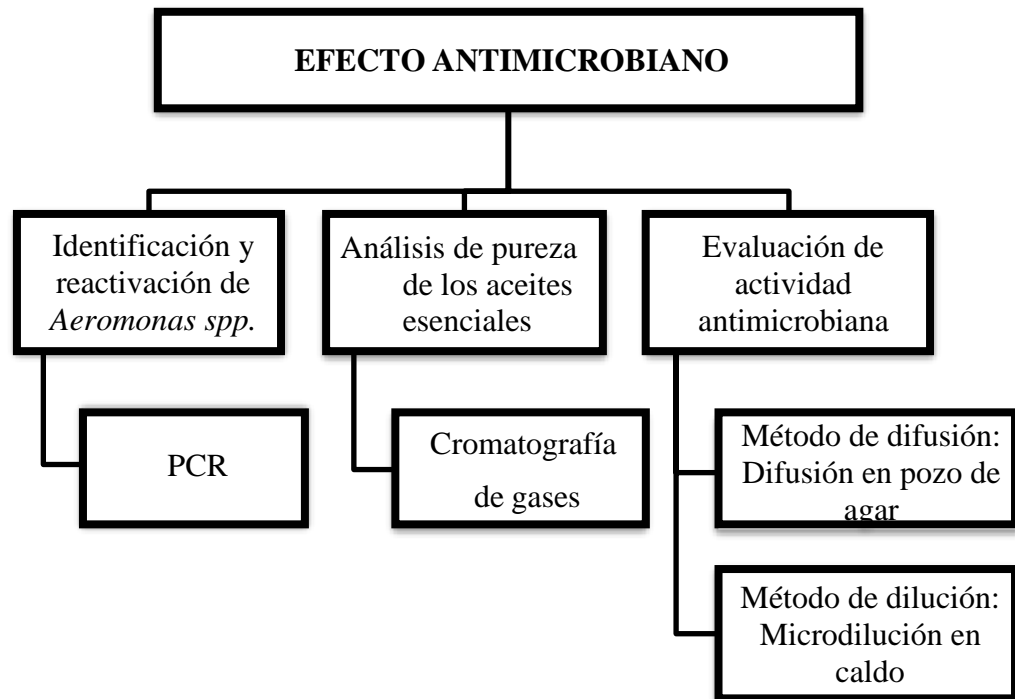 EFECTO ANTIMICROBIANO
Identificación y
reactivación de
Aeromonas spp.
Análisis de pureza
de los aceites
esenciales
Evaluación de
actividad
antimicrobiana
PCR
Cromatografía
de gases
Método de difusión:
Difusión en pozo de
agar
Método de dilución:
Microdilución en
caldo